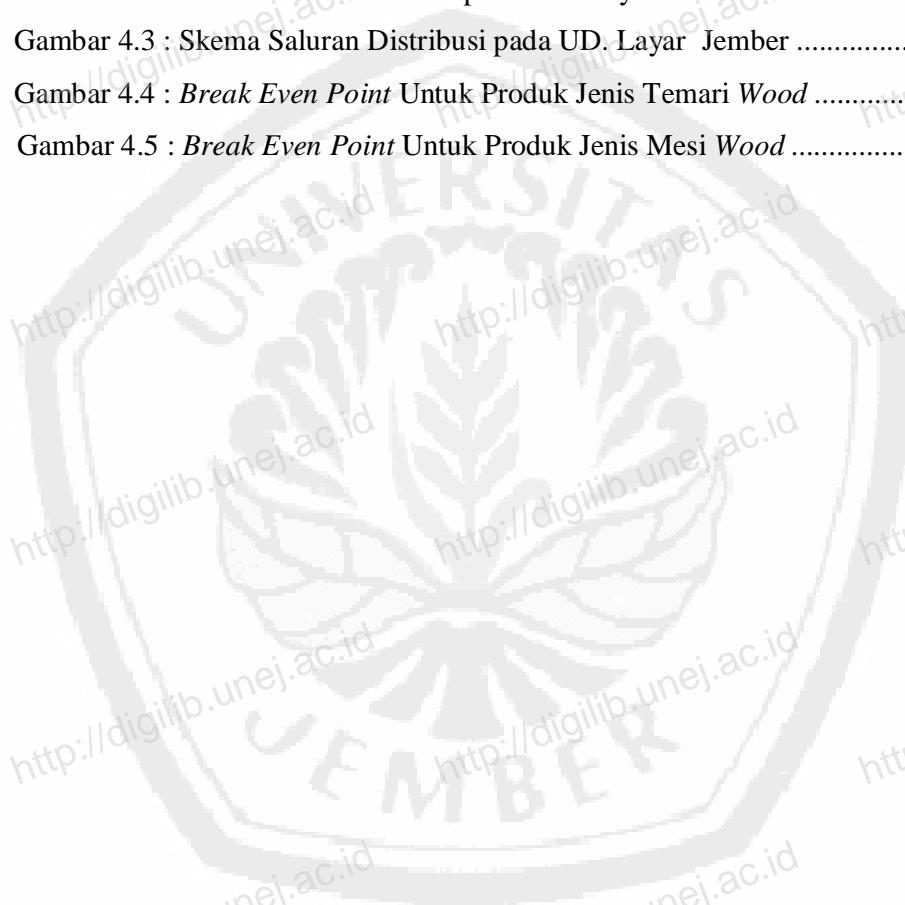 Gambar 4.3 : Skema Saluran Distribusi pada UD. Layar Jember ...............
Gambar 4.4 : Break Even Point Untuk Produk Jenis Temari Wood ............
Gambar 4.5 : Break Even Point Untuk Produk Jenis Mesi Wood ...............
UNIVERSITAS
http://digilib.unej.ac.id
http://digilib.unej.ac.id
http://digilib.unej.ac.id
http://digilib.unej.ac.id
http://digilib.unej.ac.id
http://digilib.unej.ac.id
JEMBER